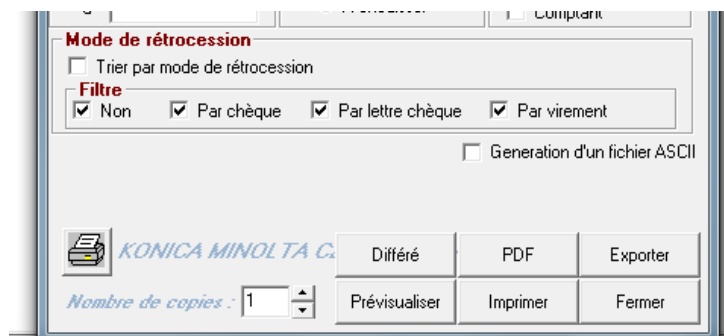 Mode de rétrocession
Trier par mode de rétrocession
Filtre
Non Par chèque Par lettre chèque Par virement
Generation d'un fichier ASCII
KONICA MINOLTA Différé PDF Exporter
Nombre de copies : 1 Prévisualiser Imprimer Fermer